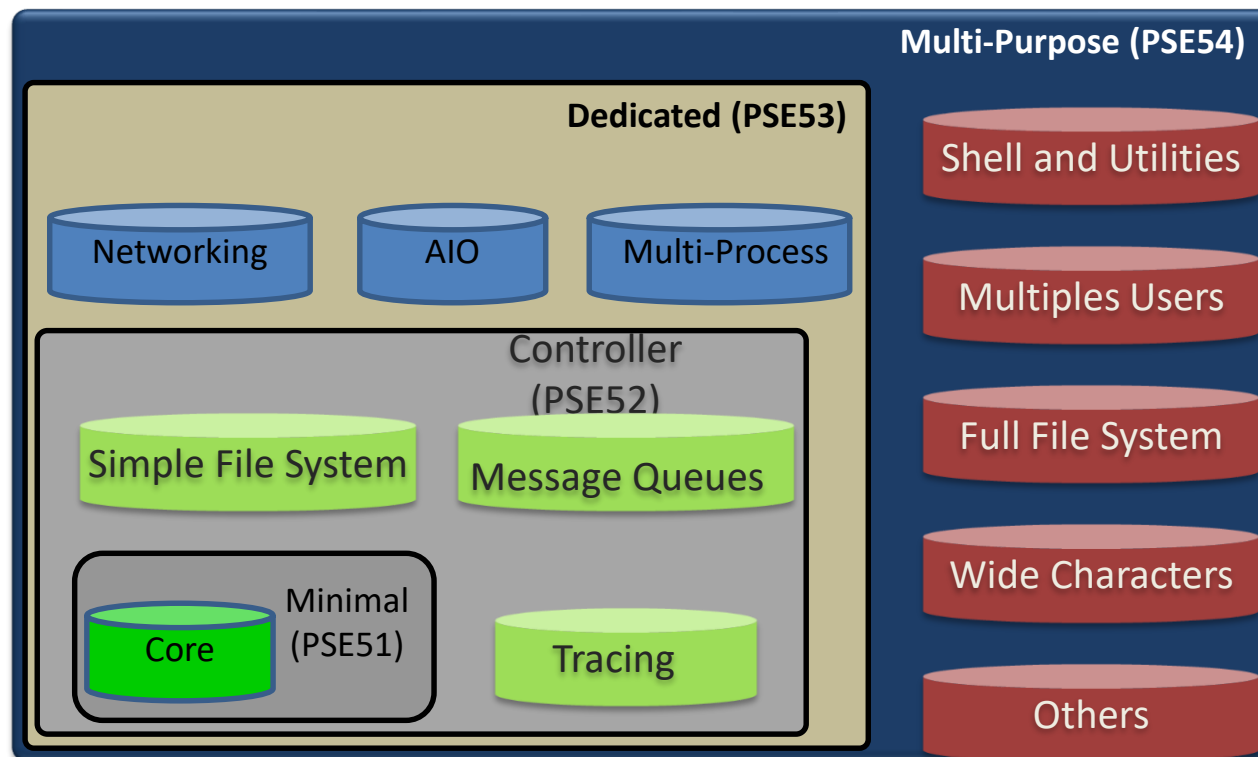 Multi-Purpose (PSE54)
Dedicated (PSE53)
Networking
AIO
Multi-Process
Controller
(PSE52)
Simple File System
Message Queues
Minimal
(PSE51)
Core
Tracing
Shell and Utilities
Multiples Users
Full File System
Wide Characters
Others